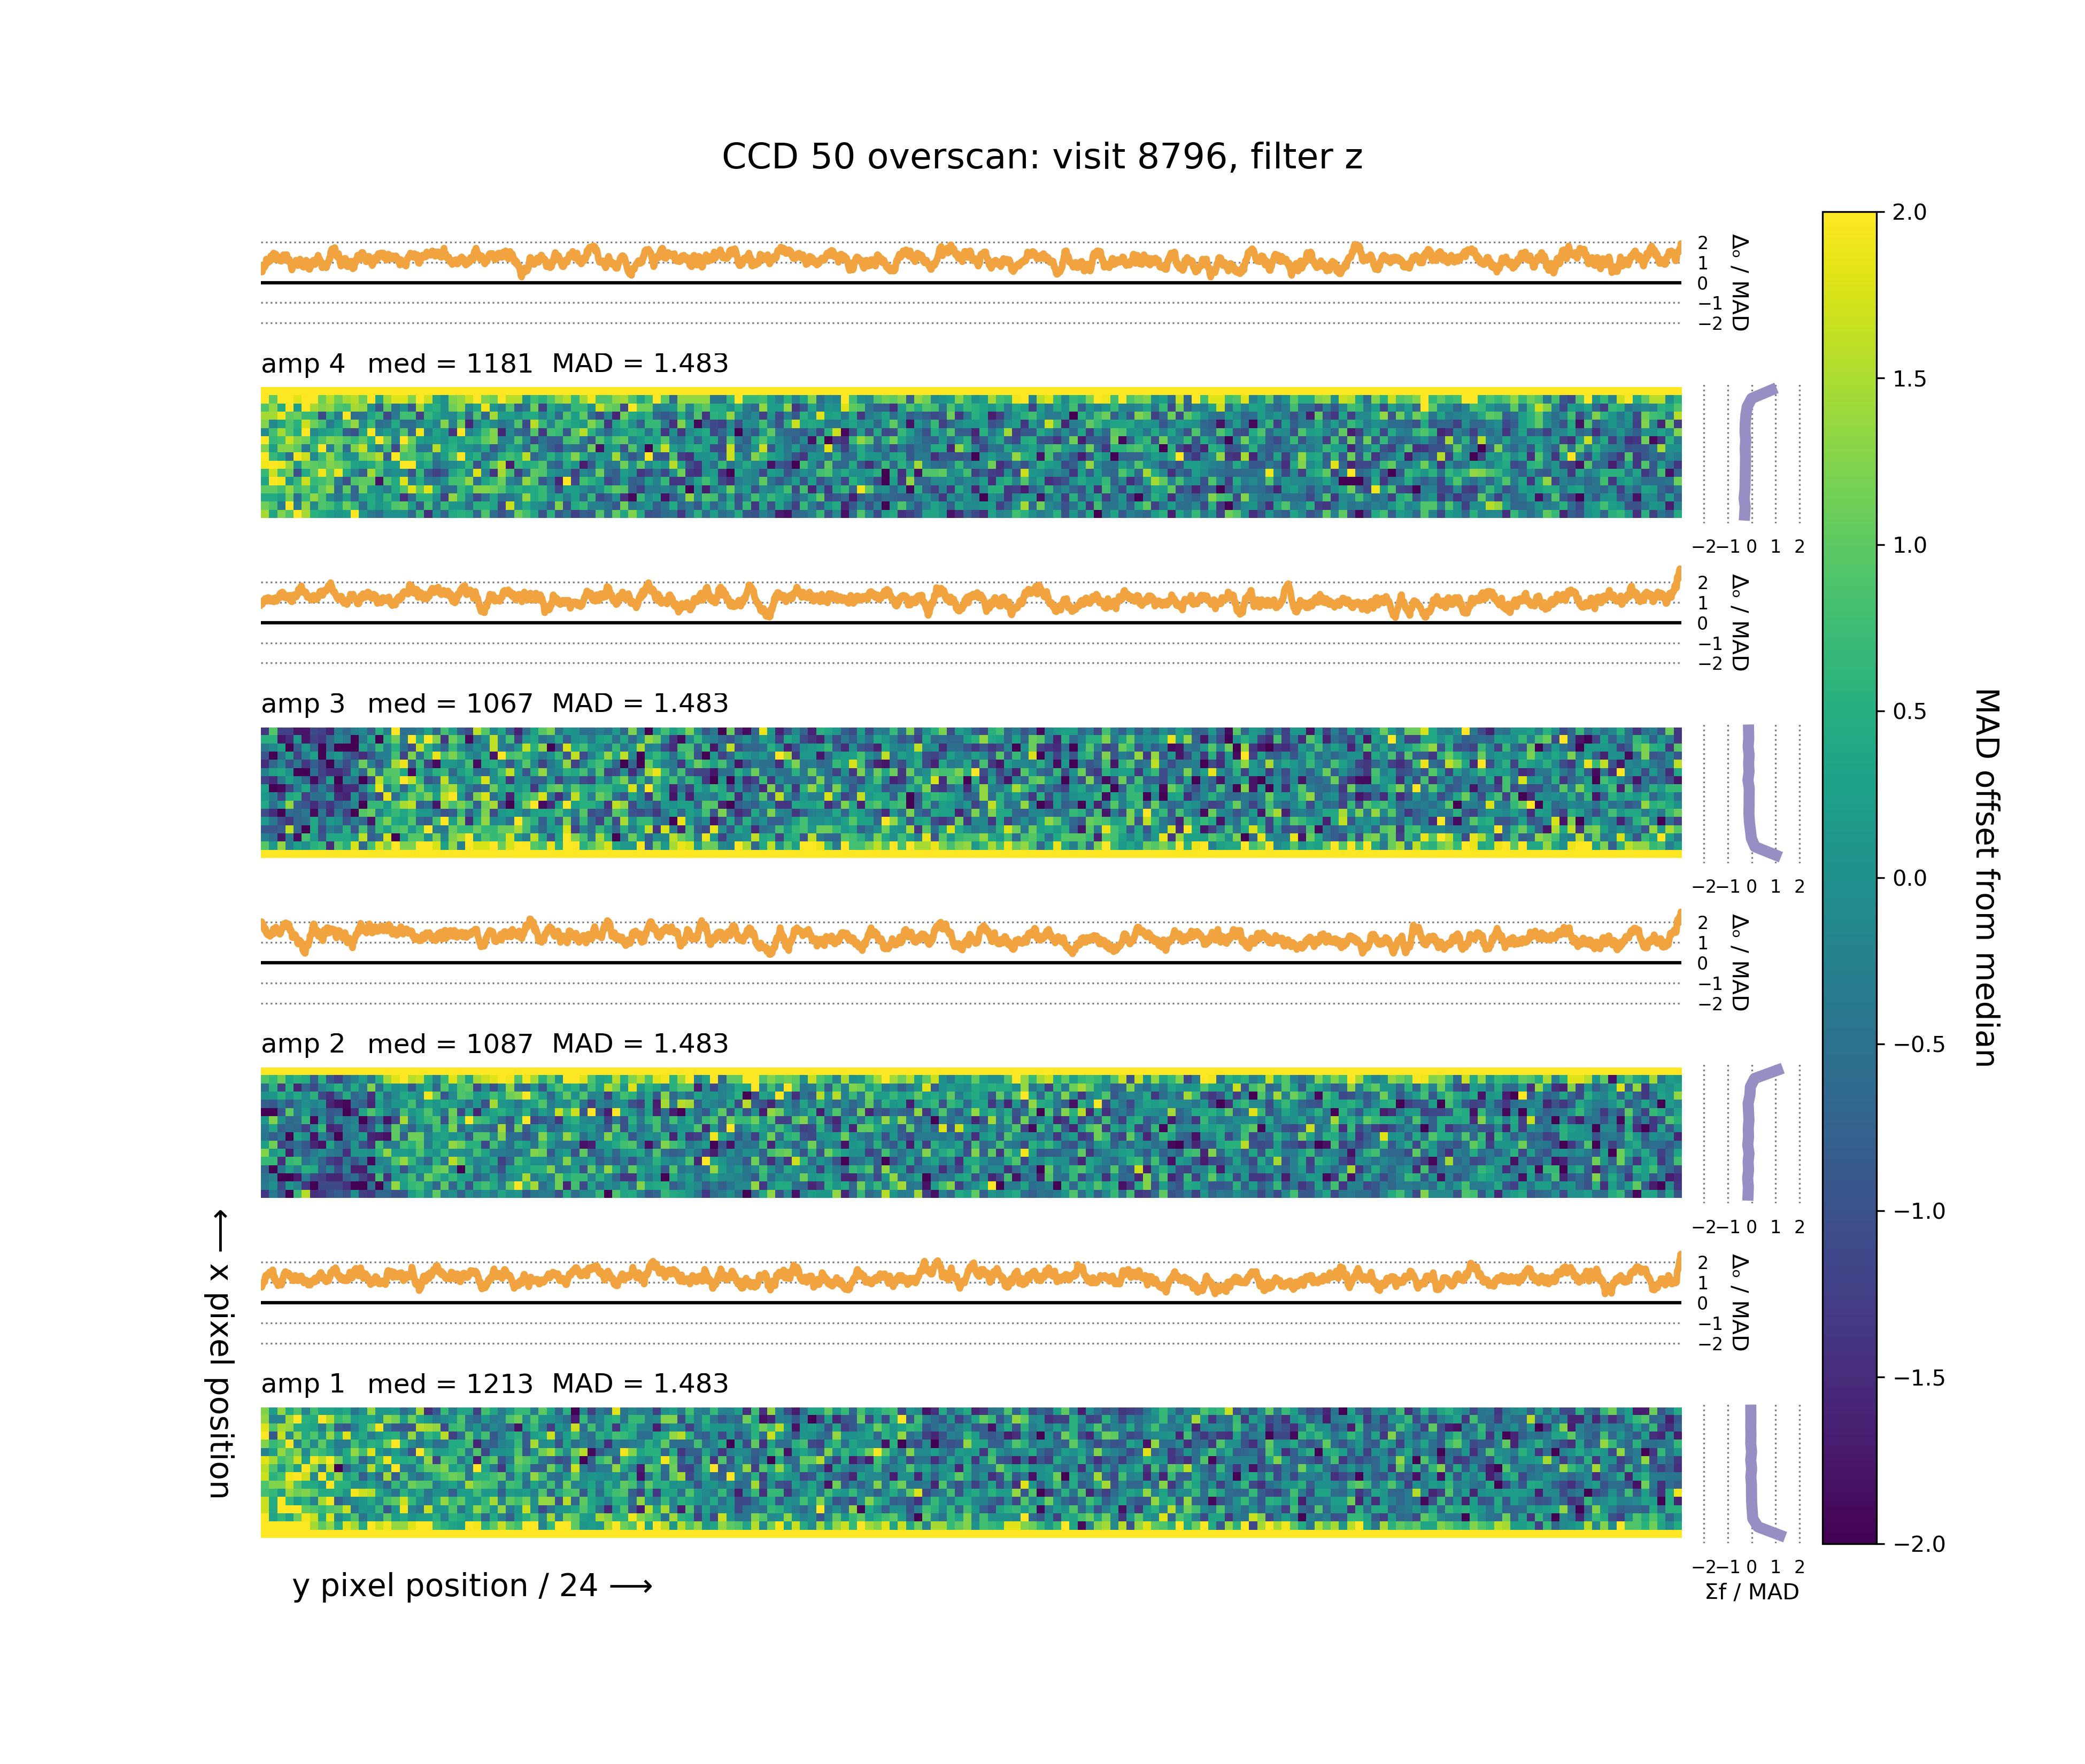 CCD 50 overscan: visit 8796, filter z
2
1
0
−1
−2
Δₒ / MAD
amp 4 med = 1181 MAD = 1.483
−2 −1 0 1 2
2
1
0
−1
−2
Δₒ / MAD
amp 3 med = 1067 MAD = 1.483
−2 −1 0 1 2
2
1
0
−1
−2
Δₒ / MAD
amp 2 med = 1087 MAD = 1.483
−2 −1 0 1 2
2
1
0
−1
−2
Δₒ / MAD
amp 1 med = 1213 MAD = 1.483
−2 −1 0 1 2
Σf / MAD
⟵ x pixel position
y pixel position / 24 ⟶
2.0
1.5
1.0
0.5
0.0
−0.5
−1.0
−1.5
−2.0
MAD offset from median